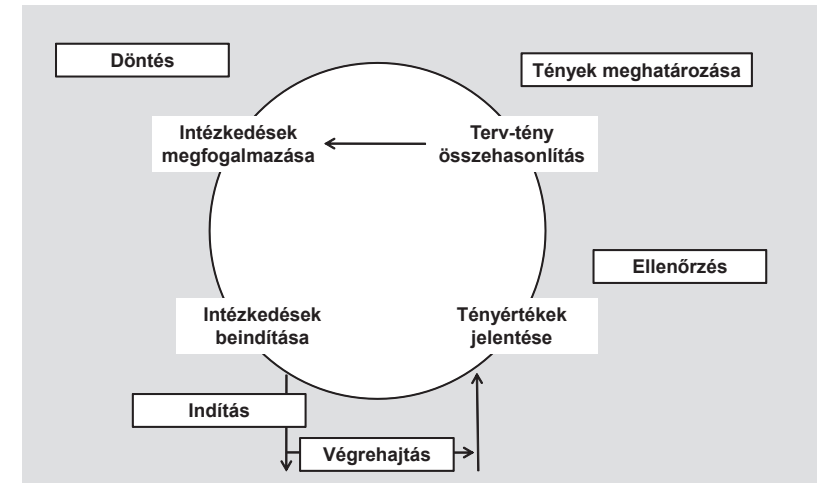 Döntés
Tények meghatározása
Intézkedések
megfogalmazása
Terv-tény
összehasonlítás
Ellenőrzés
Intézkedések
beindítása
Tényértékek
jelentése
Indítás
Végrehajtás